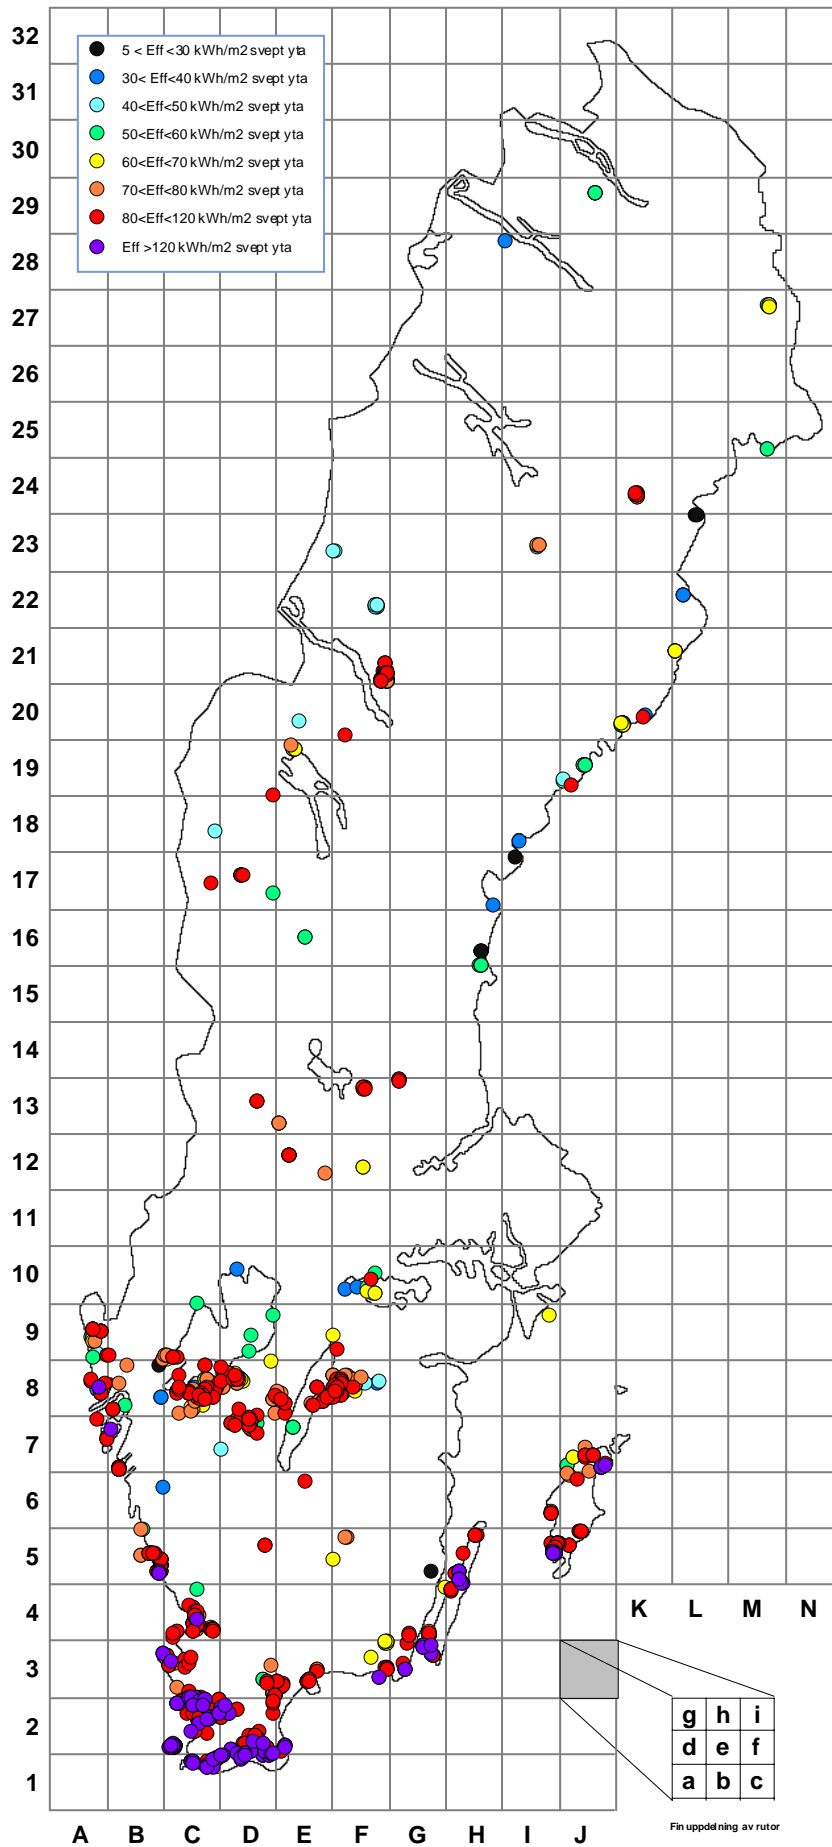 32
5 < Eff <30 kWh/m2 svept yta
30< Eff<40 kWh/m2 svept yta
31
40<Eff<50 kWh/m2 svept yta
50<Eff<60 kWh/m2 svept yta
30
60<Eff<70 kWh/m2 svept yta
70<Eff<80 kWh/m2 svept yta
29
80<Eff<120 kWh/m2 svept yta
Eff >120 kWh/m2 svept yta
28
27
26
25
24
23
22
21
20
19
18
17
16
15
14
13
12
11
10
9
8
7
6
5
4
K L M N
3
g h i
2
d e f
a b c
1
Fin uppdelning av rutor
A B C D E F G H I J